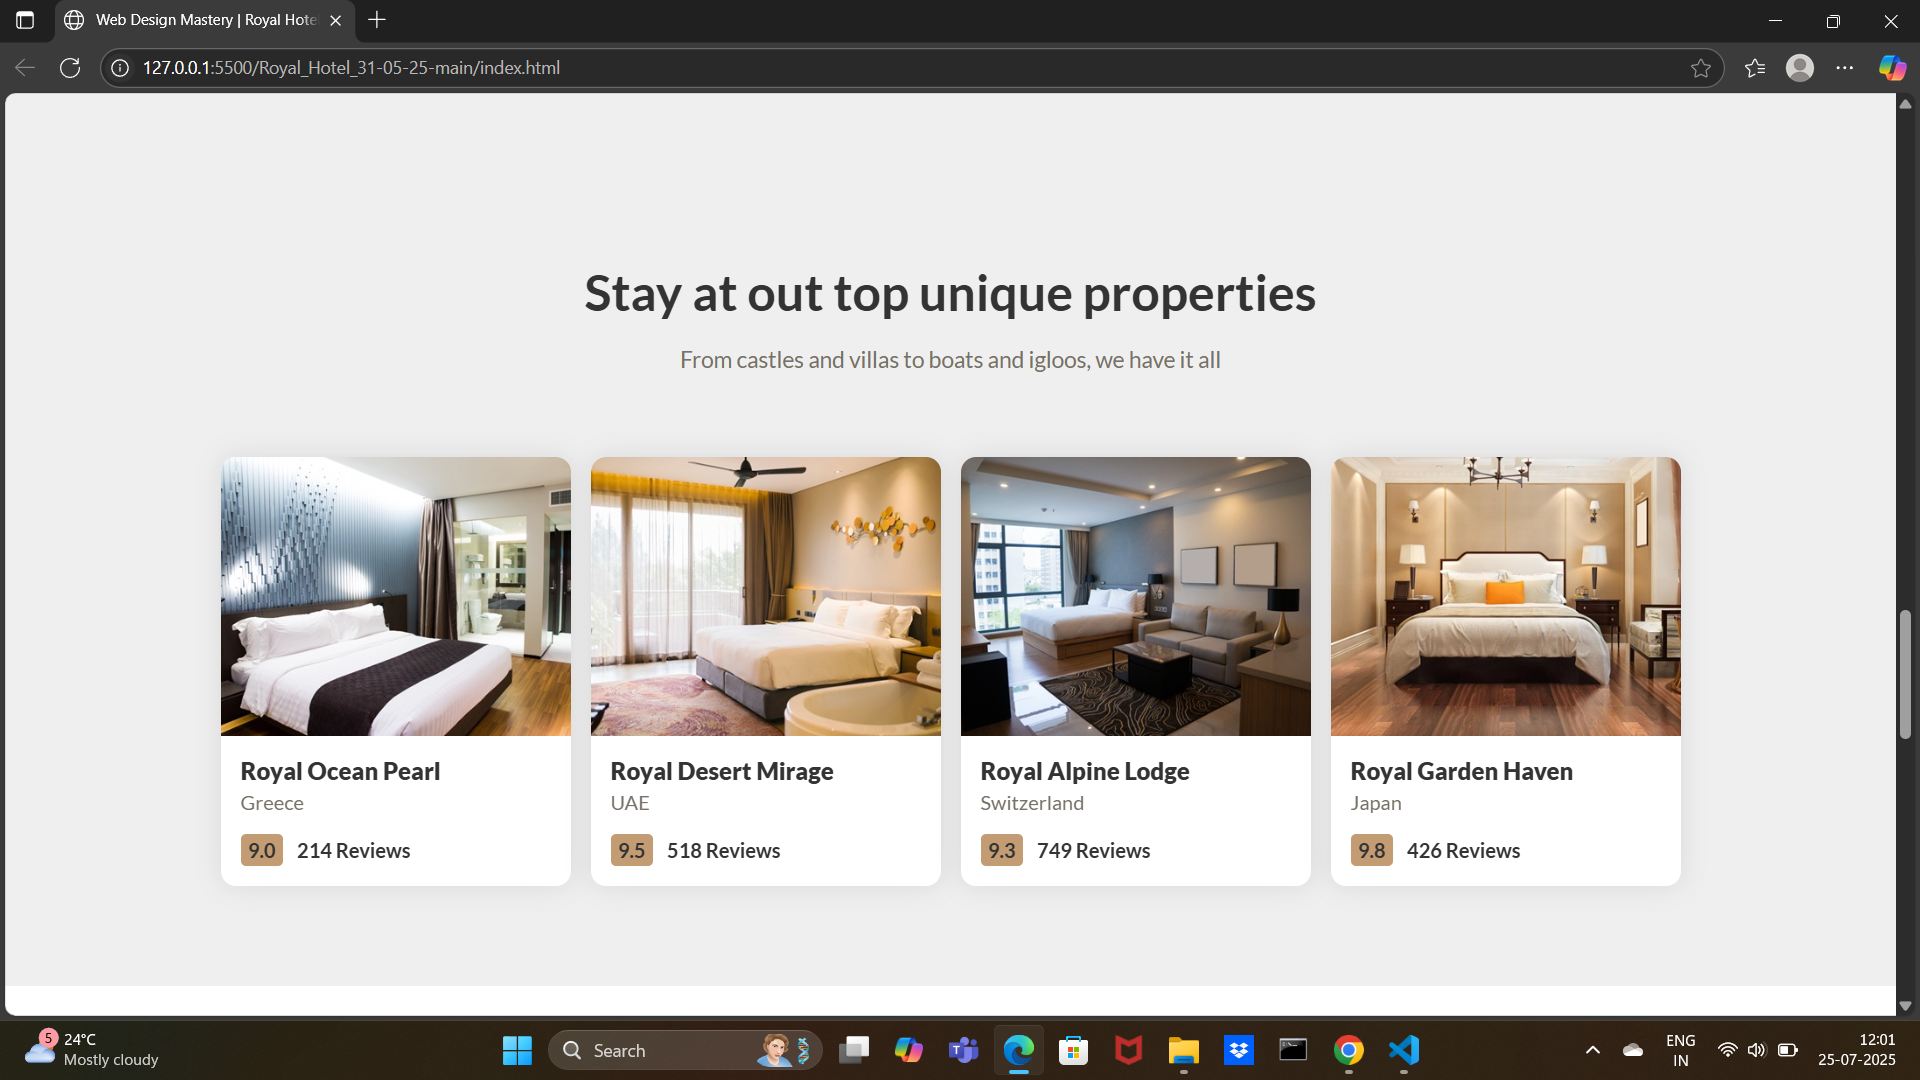 Web Design Mastery | Royal Hote
127.0.0.1:5500/Royal_Hotel_31-05-25-main/index.html
Stay at out top unique properties
From castles and villas to boats and igloos, we have it all
Royal Ocean Pearl
Greece
9.0 214 Reviews
Royal Desert Mirage
UAE
9.5 518 Reviews
Royal Alpine Lodge
Switzerland
9.3 749 Reviews
Royal Garden Haven
Japan
9.8 426 Reviews
5
24°C
Mostly cloudy
Search
T
ENG
IN
12:01
25-07-2025